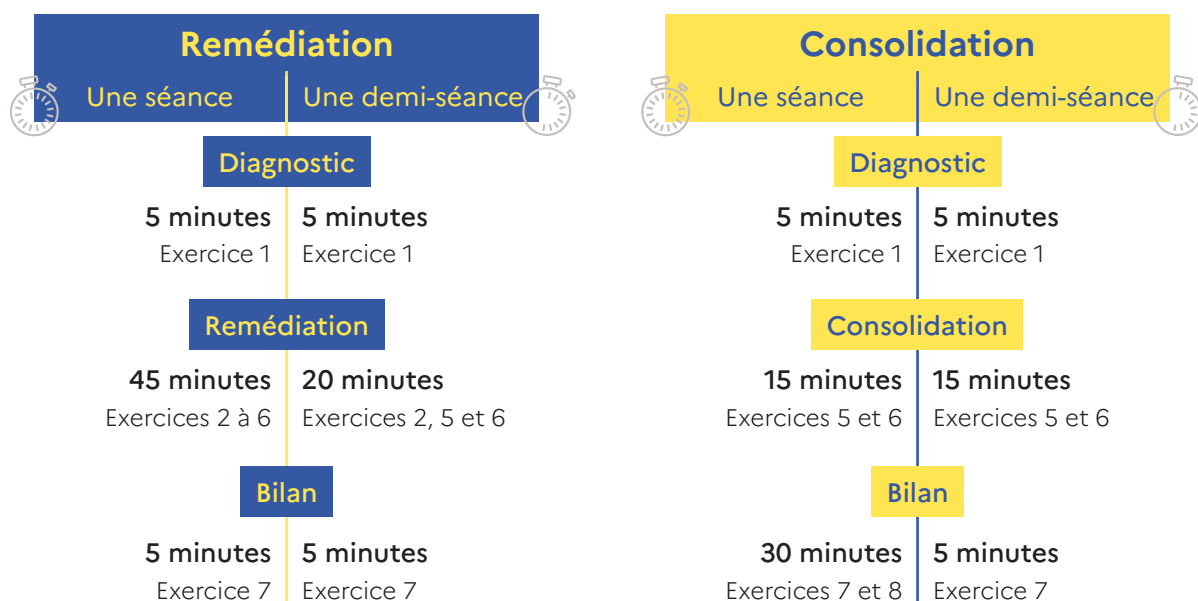 Remédiation
Une séance
Une demi-séance
Diagnostic
5 minutes
Exercice 1
5 minutes
Exercice 1
Remédiation
45 minutes
Exercices 2 à 6
20 minutes
Exercices 2, 5 et 6
Bilan
5 minutes
Exercice 7
5 minutes
Exercice 7
Consolidation
Une séance
Une demi-séance
Diagnostic
5 minutes
Exercice 1
5 minutes
Exercice 1
Consolidation
15 minutes
Exercices 5 et 6
15 minutes
Exercices 5 et 6
Bilan
30 minutes
Exercices 7 et 8
5 minutes
Exercice 7